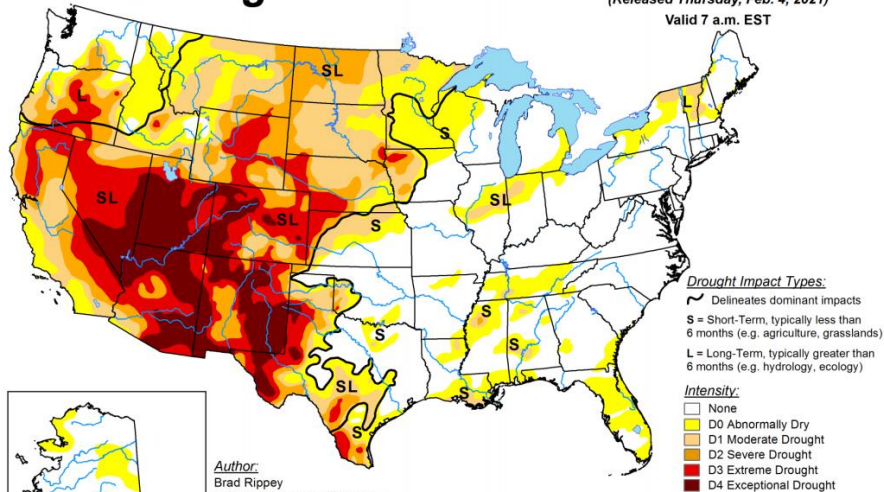 (Released Thursday, Feb. 4, 2021)
Valid 7 a.m. EST
SL
L
L
S
SL
SL
SL
S
S
S
S
SL
S
S
Drought Impact Types:
Delineates dominant impacts
S = Short-Term, typically less than
6 months (e.g. agriculture, grasslands)
L = Long-Term, typically greater than
6 months (e.g. hydrology, ecology)
Intensity:
None
D0 Abnormally Dry
D1 Moderate Drought
D2 Severe Drought
D3 Extreme Drought
D4 Exceptional Drought
Author:
Brad Rippey